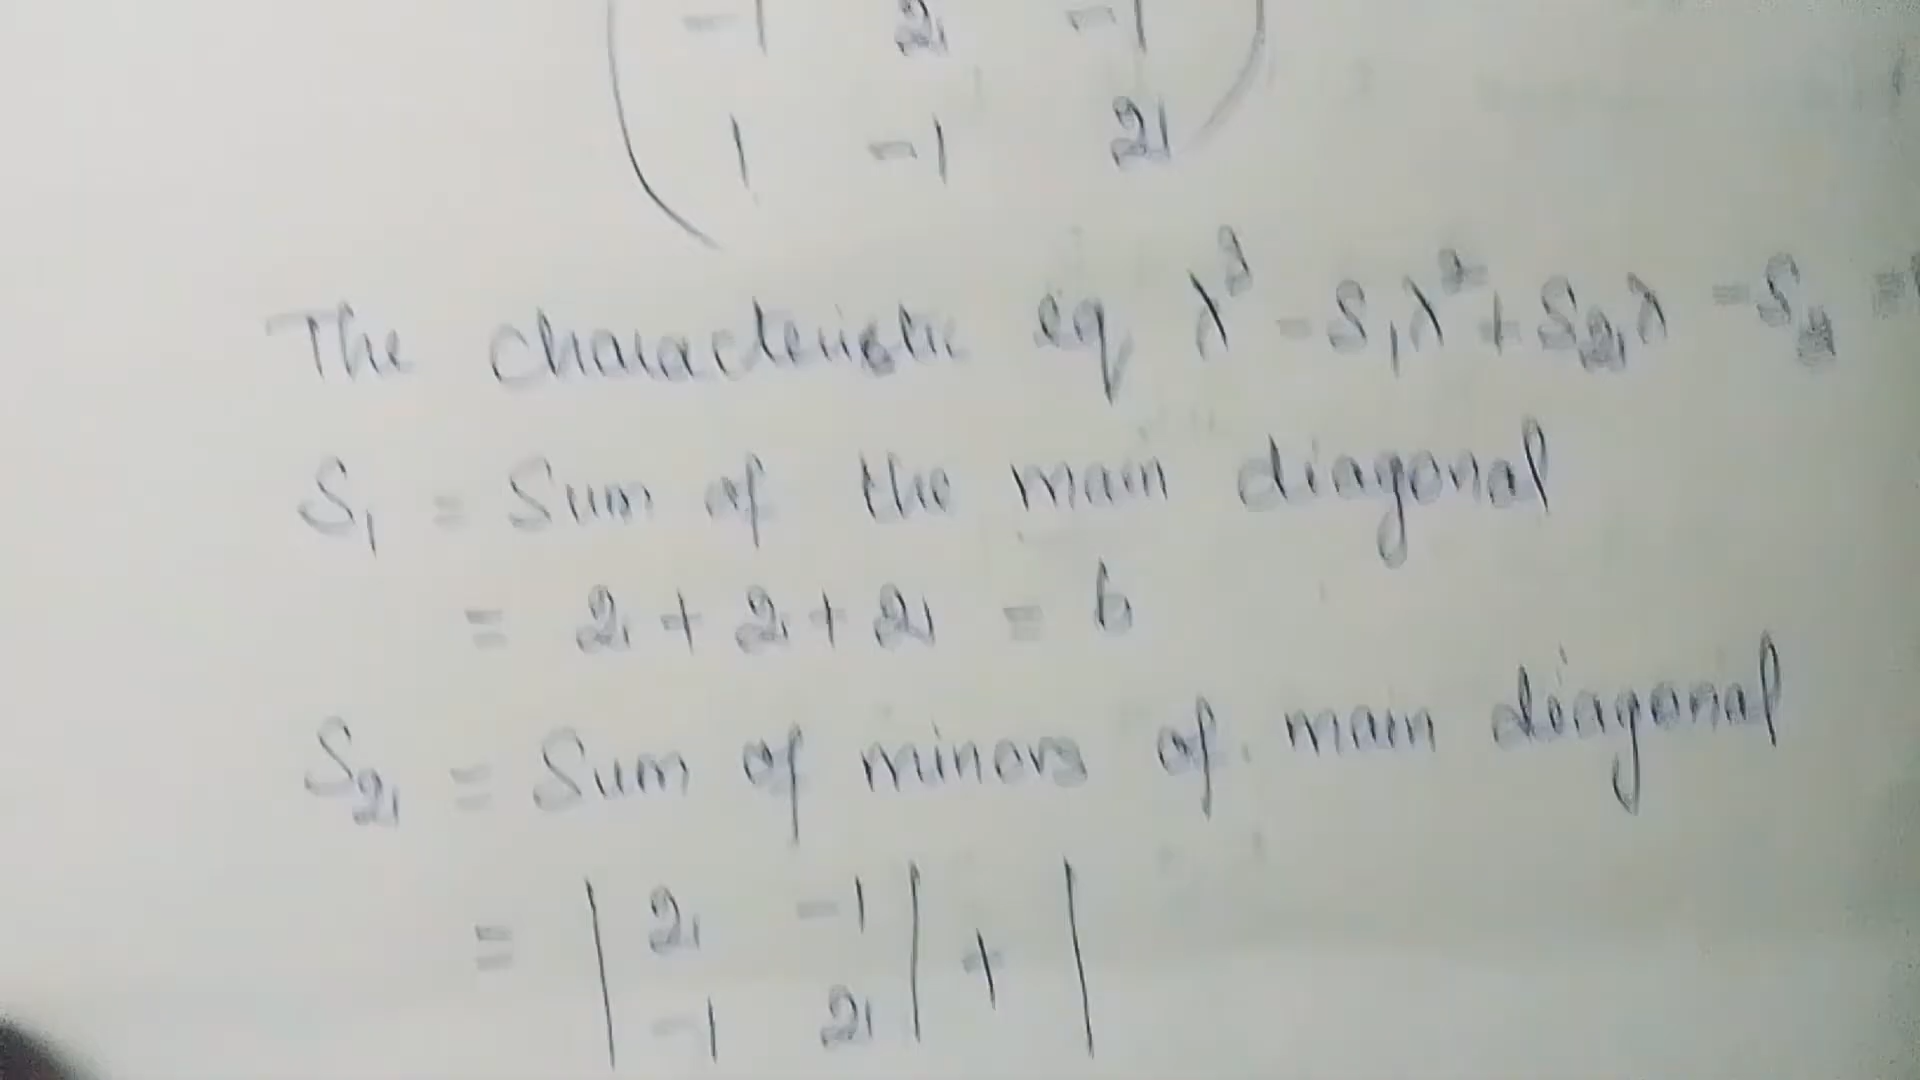 -1 2 -1
1 -1 2
The characteristic eq λ³ - S₁λ² + S₂λ - S₃ =
S₁ = Sum of the main diagonal
= 2 + 2 + 2 = 6
S₂ = Sum of minors of main diagonal
= | 2 -1 | + |
-1 2